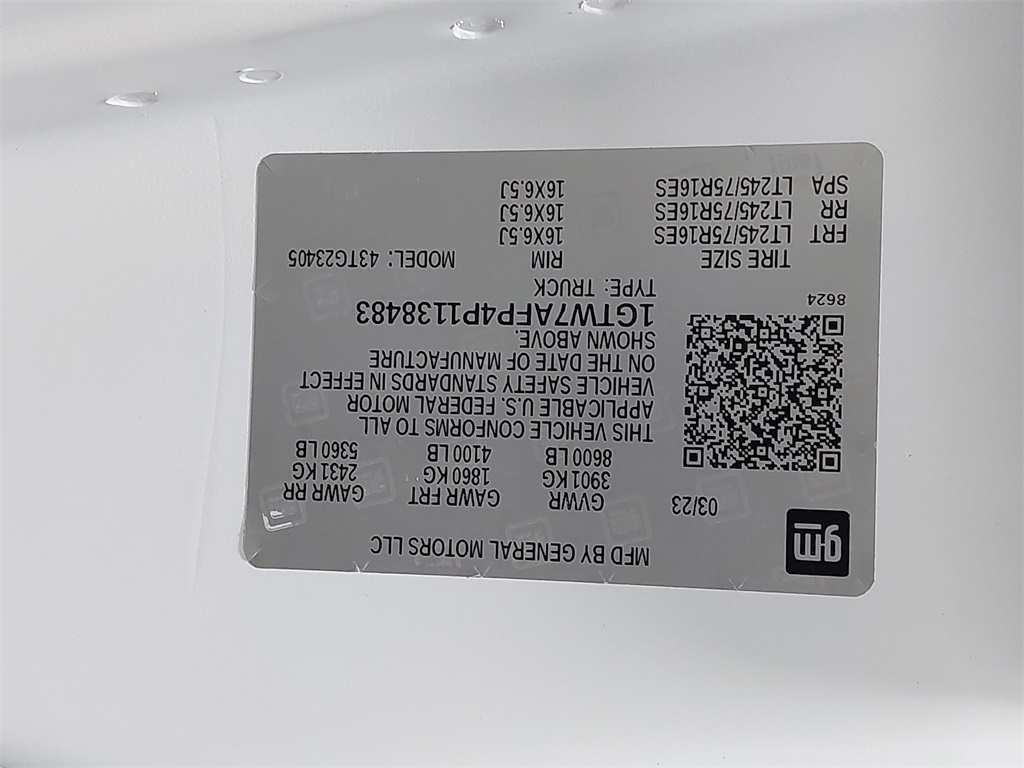 gm
MFD BY GENERAL MOTORS LLC
03/23
GVWR GAWR FRT GAWR RR
3901 KG 1860 KG 2431 KG
8600 LB 4100 LB 5360 LB
THIS VEHICLE CONFORMS TO ALL
APPLICABLE U.S. FEDERAL MOTOR
VEHICLE SAFETY STANDARDS IN EFFECT
ON THE DATE OF MANUFACTURE
SHOWN ABOVE.
1GTW7AFP4P1138483
8624
TYPE: TRUCK
TIRE SIZE RIM MODEL: 43TG23405
FRT LT245/75R16ES 16X6.5J
RR LT245/75R16ES 16X6.5J
SPA LT245/75R16ES 16X6.5J